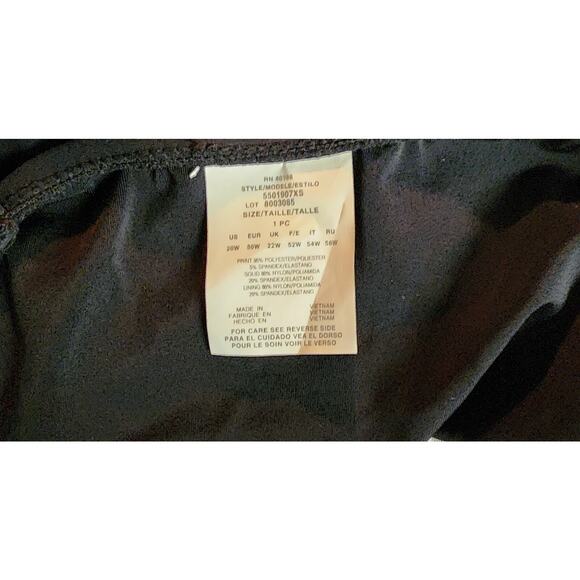 RN
STYLE/MODELE/ESTILO
5501907XS
LOT 8003085
SIZE/TAILLE/TALLE
1 PC
US EUR UK F/E IT RU
22W 52W 54W 56W
PRINT 95% POLYESTER/POLIESTER
5% SPANDEX/ELASTANO
SOLID 80% NYLON/POLIAMIDA
20% SPANDEX/ELASTANO
LINING 80% NYLON/POLIAMIDA
20% SPANDEX/ELASTANO
MADE IN VIETNAM
FABRIQUE EN VIETNAM
HECHO EN VIETNAM
FOR CARE SEE REVERSE SIDE
PARA EL CUIDADO VEA EL DORSO
POUR LE SOIN VOIR LE VERSO